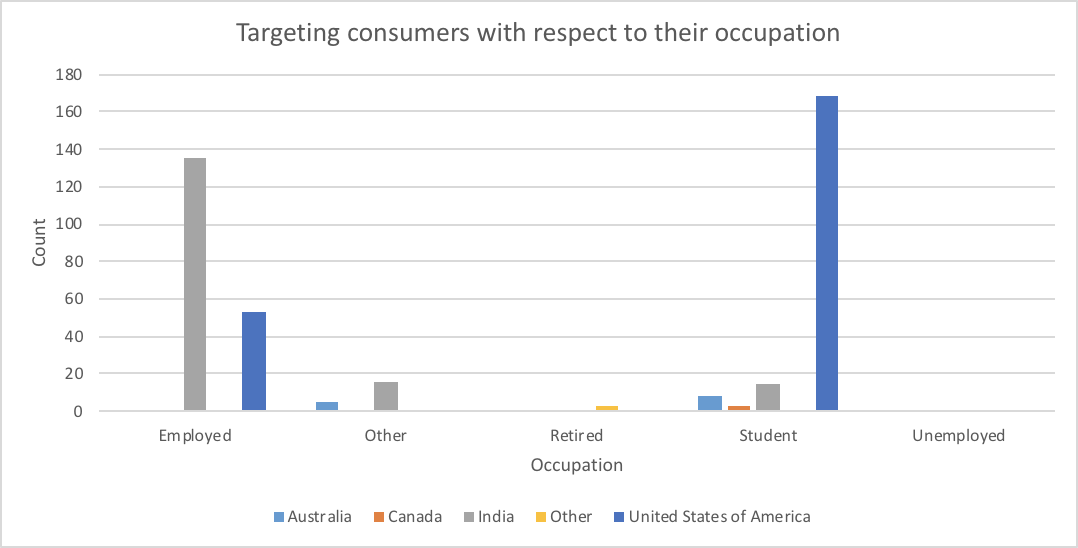 Targeting consumers with respect to their occupation
180
160
140
120
100
80
60
40
20
0
Count
Employed Other Retired Student Unemployed
Occupation
Australia Canada India Other United States of America